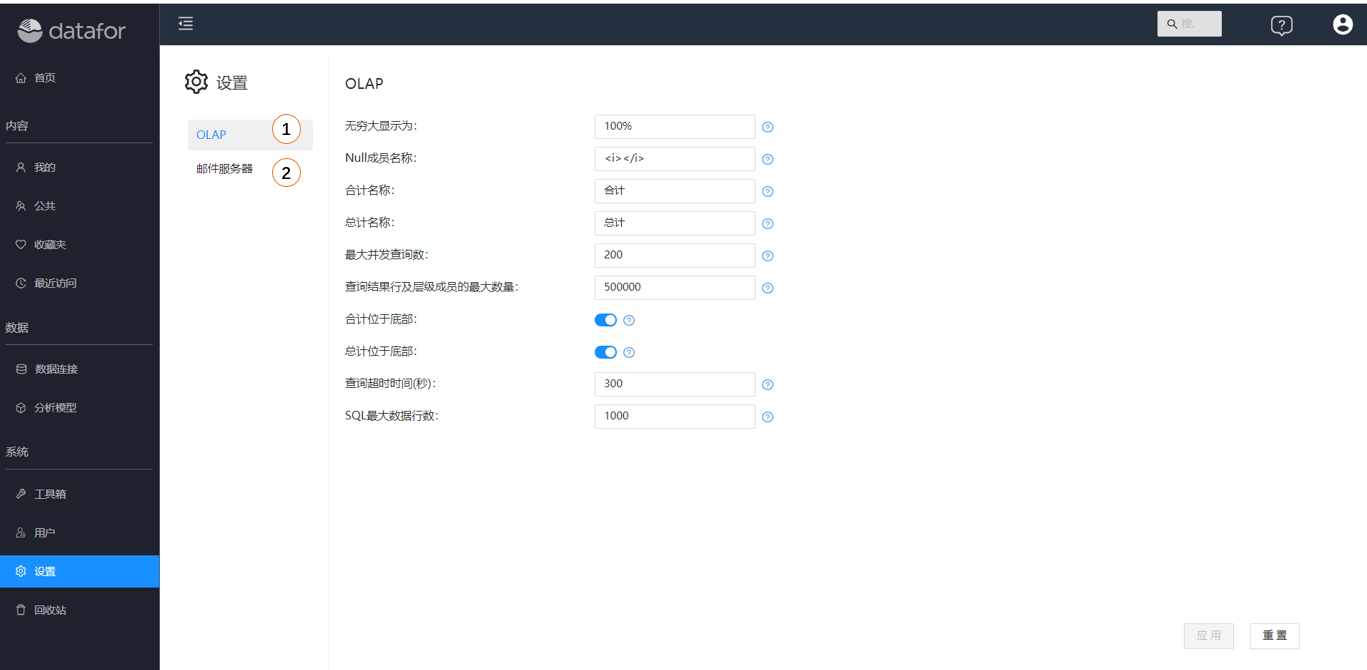 datafor
搜
?
首页
内容
我的
公共
收藏夹
最近访问
数据
数据连接
分析模型
系统
工具箱
用户
设置
回收站
设置
OLAP
1
邮件服务器
2
OLAP
无穷大显示为:
100%
?
Null成员名称:
<i></i>
?
合计名称:
合计
?
总计名称:
总计
?
最大并发查询数:
200
?
查询结果行及层级成员的最大数量:
500000
?
合计位于底部:
?
总计位于底部:
?
查询超时时间(秒):
300
?
SQL最大数据行数:
1000
?
应 用
重 置